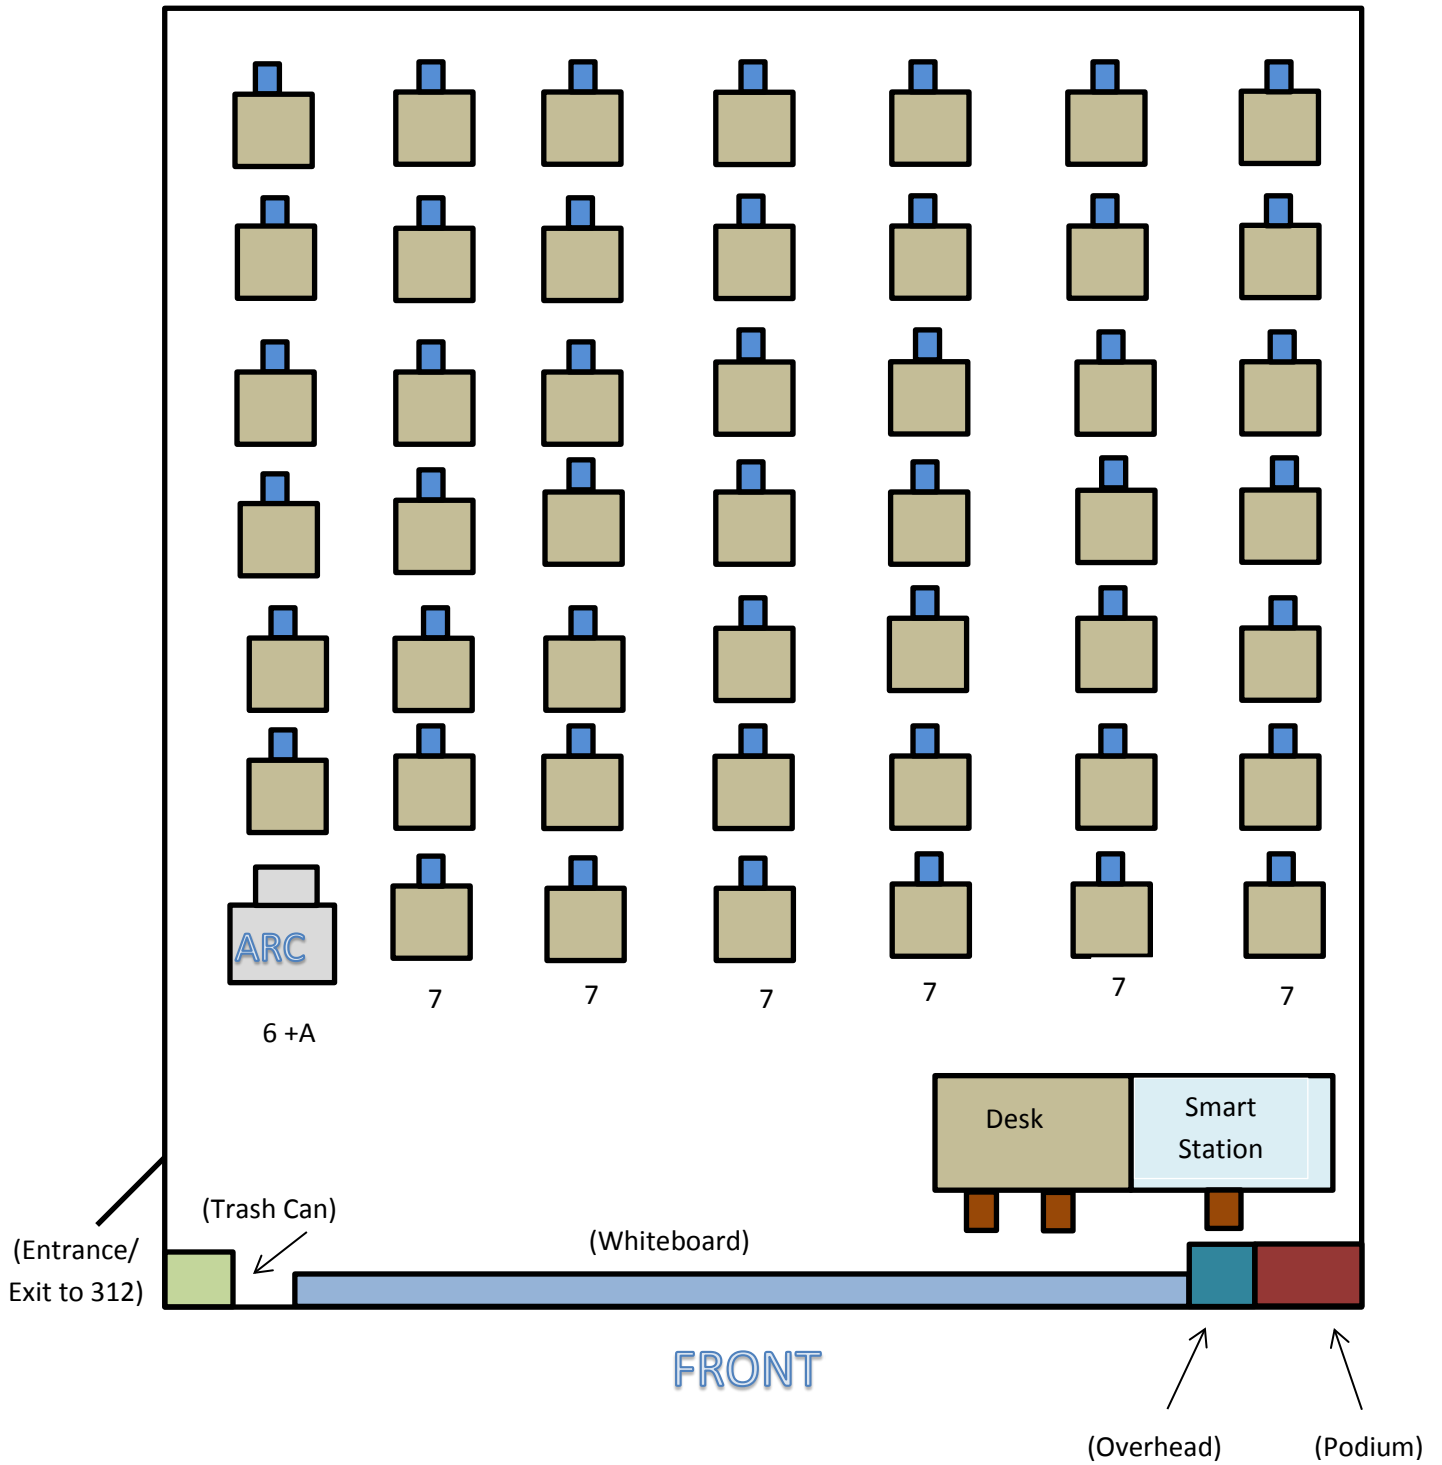 ARC
7
7
7
7
7
7
6 +A
Desk
Smart
Station
(Trash Can)
(Entrance/
Exit to 312)
(Whiteboard)
FRONT
(Overhead)
(Podium)